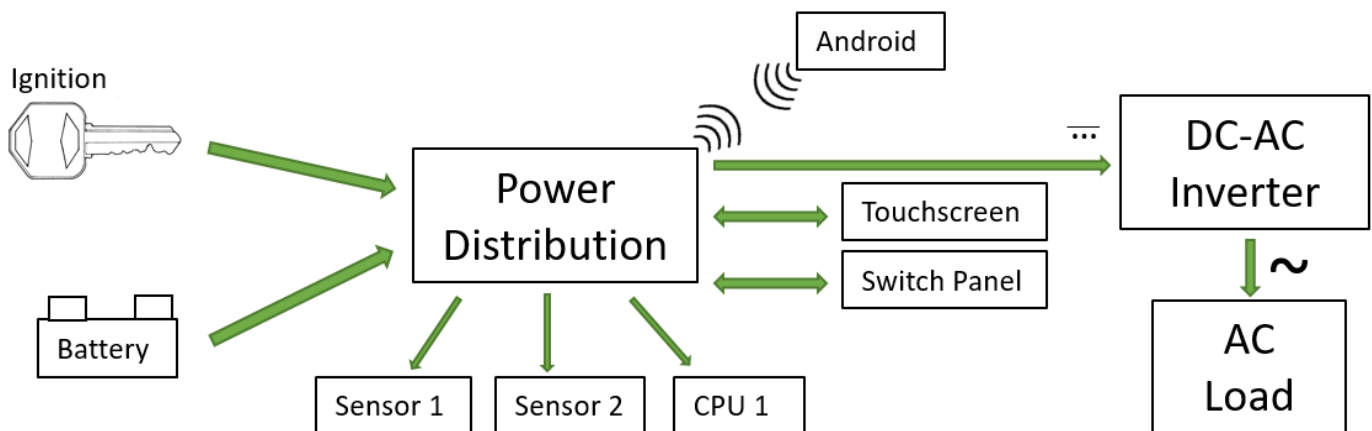 Android
Ignition
DC-AC
Inverter
Power
Distribution
Touchscreen
Switch Panel
~
Battery
AC
Load
Sensor 1
Sensor 2
CPU 1